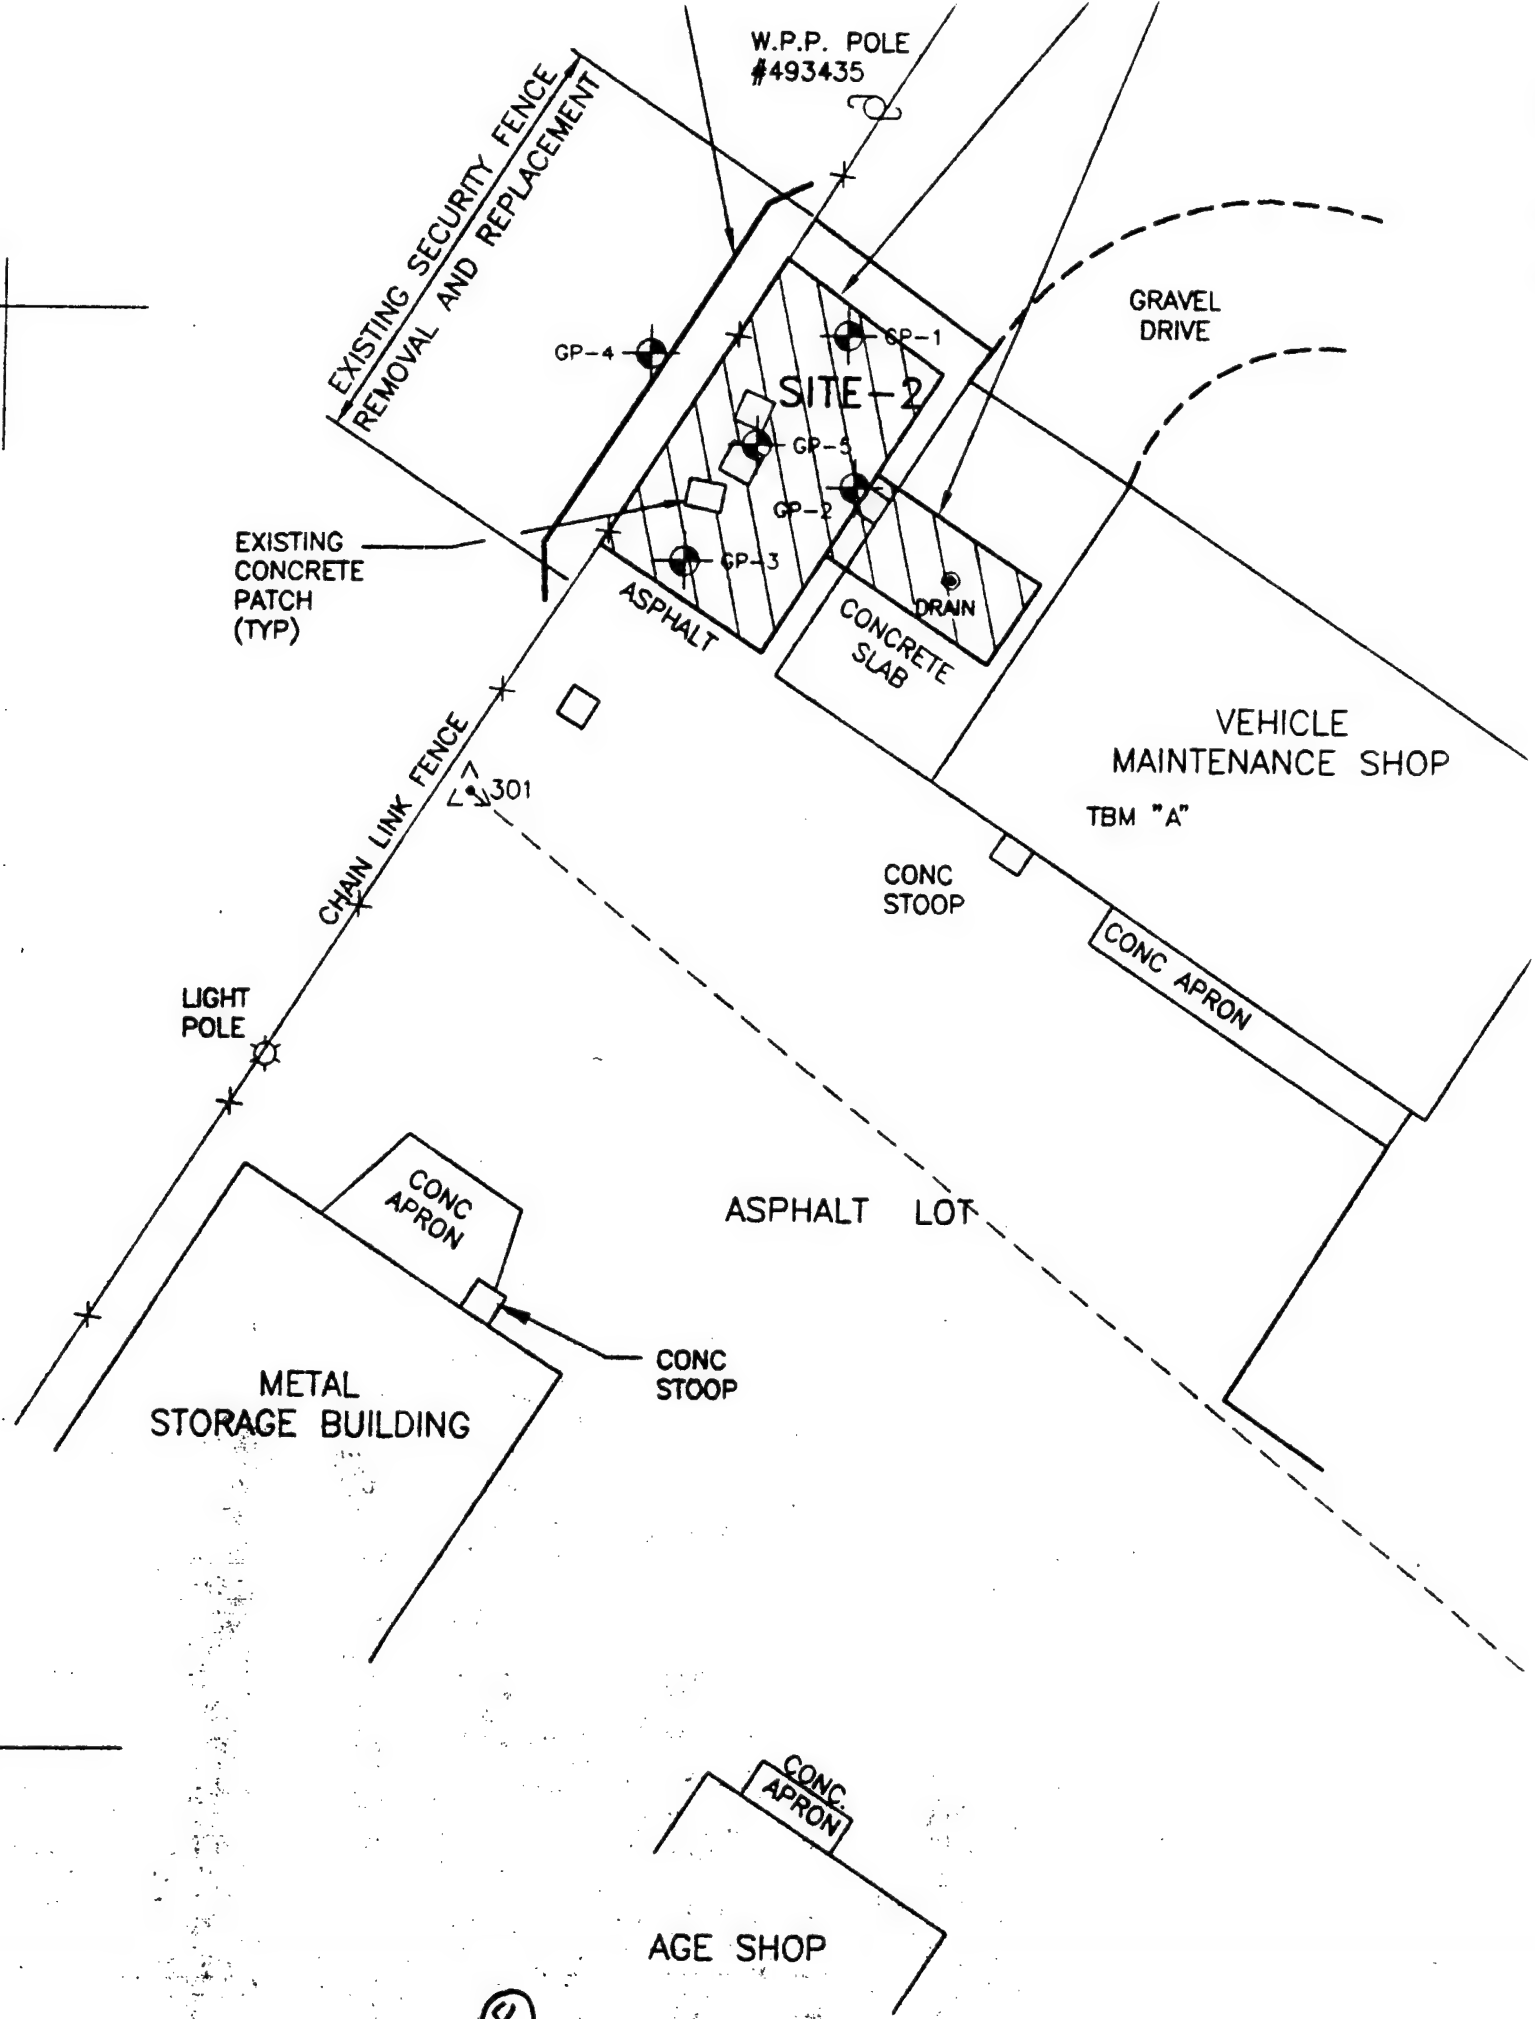 W.P.P. POLE
#493435
EXISTING SECURITY FENCE
REMOVAL AND REPLACEMENT
GRAVEL
DRIVE
GP-4
GP-1
SITE-2
GP-5
GP-2
GP-3
EXISTING
CONCRETE
PATCH
(TYP)
ASPHALT
DRAIN
CONCRETE
SLAB
VEHICLE
MAINTENANCE SHOP
TBM "A"
CHAIN LINK FENCE
301
CONC
STOOP
CONC APRON
LIGHT
POLE
CONC
APRON
ASPHALT LOT
CONC
STOOP
METAL
STORAGE BUILDING
CONC.
APRON
AGE SHOP